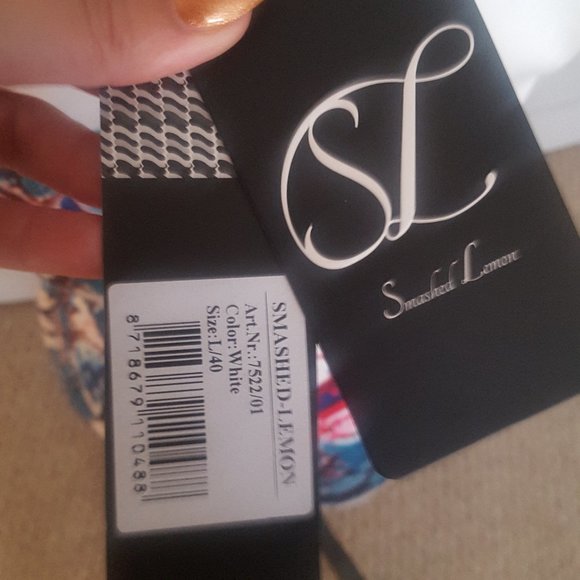 SL
Smashed Lemon
SMASHED-LEMON
Art.Nr.:7522/01
Color:White
Size:L/40
8718679110488